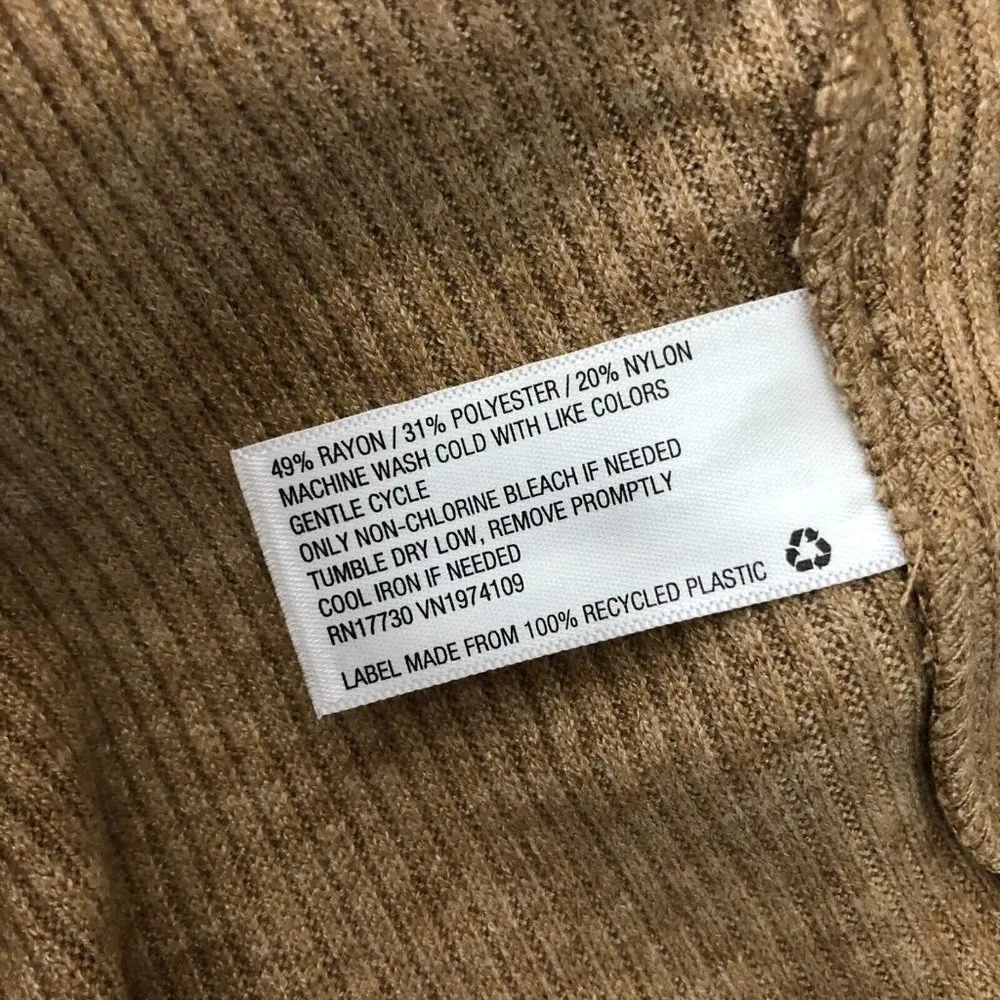 49% RAYON / 31% POLYESTER / 20% NYLON
MACHINE WASH COLD WITH LIKE COLORS
GENTLE CYCLE
ONLY NON-CHLORINE BLEACH IF NEEDED
TUMBLE DRY LOW, REMOVE PROMPTLY
COOL IRON IF NEEDED
RN17730 VN1974109
LABEL MADE FROM 100% RECYCLED PLASTIC